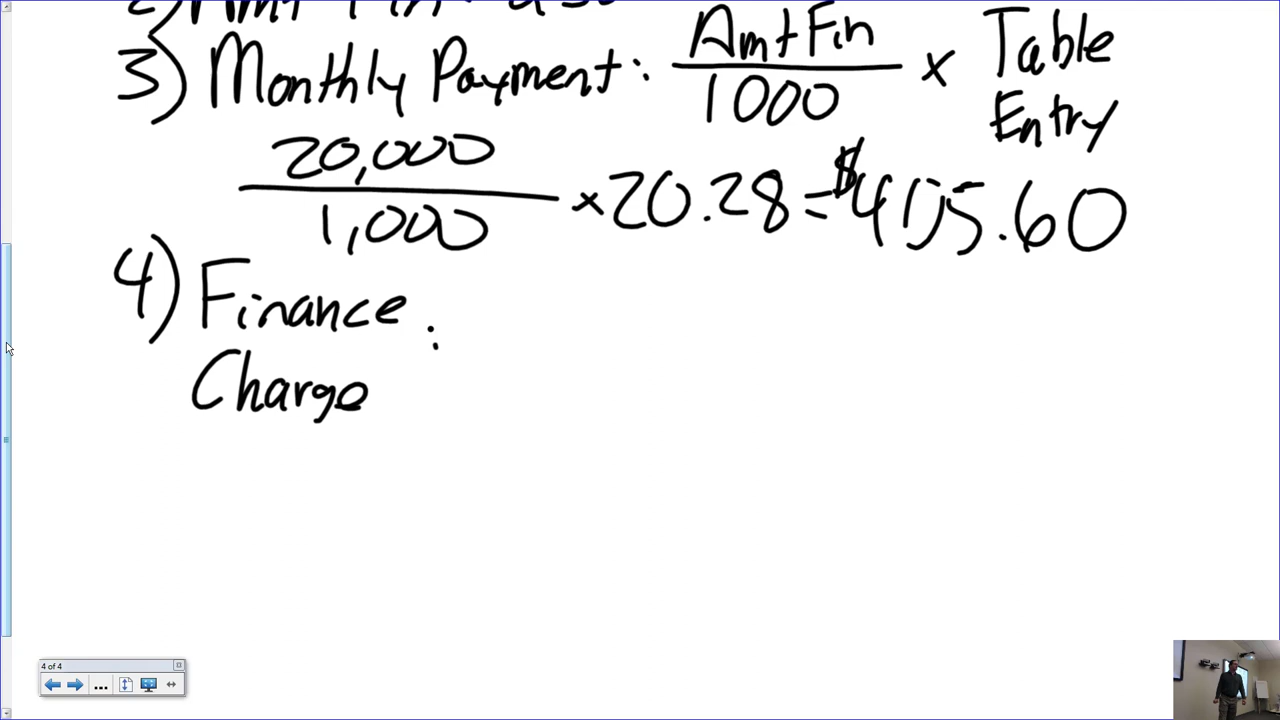 3) Monthly Payment: AmtFin / 1000 × Table Entry
20,000 / 1,000 × 20.28 = $405.60
4) Finance :
Charge
4 of 4